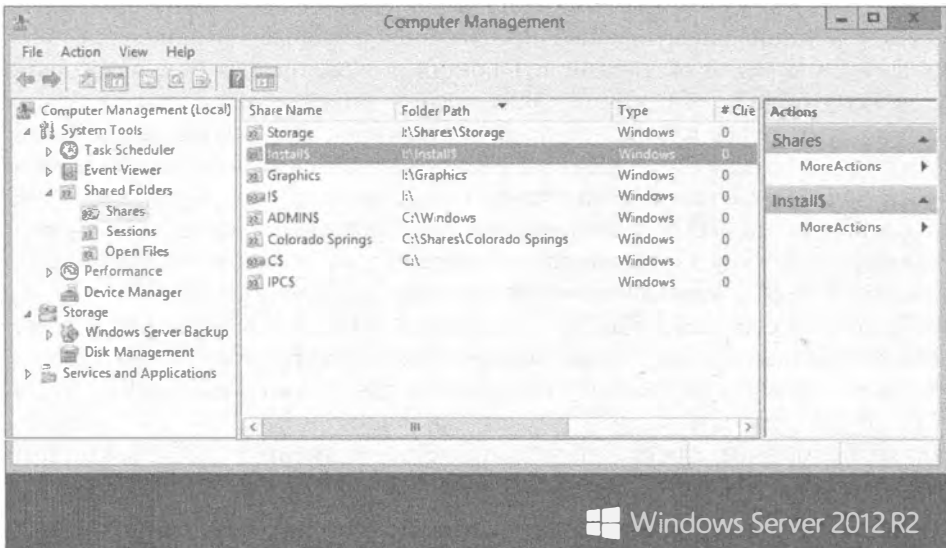 Computer Management
File Action View Help
Computer Management (Local)
System Tools
Task Scheduler
Event Viewer
Shared Folders
Shares
Sessions
Open Files
Performance
Device Manager
Storage
Windows Server Backup
Disk Management
Services and Applications
Share Name Folder Path Type # Clie
Storage I:\Shares\Storage Windows 0
Install$ I:\Install$ Windows 0
Graphics I:\Graphics Windows 0
I$ I:\ Windows 0
ADMIN$ C:\Windows Windows 0
Colorado Springs C:\Shares\Colorado Springs Windows 0
C$ C:\ Windows 0
IPC$ Windows 0
Actions
Shares
More Actions
Install$
More Actions
Windows Server 2012 R2